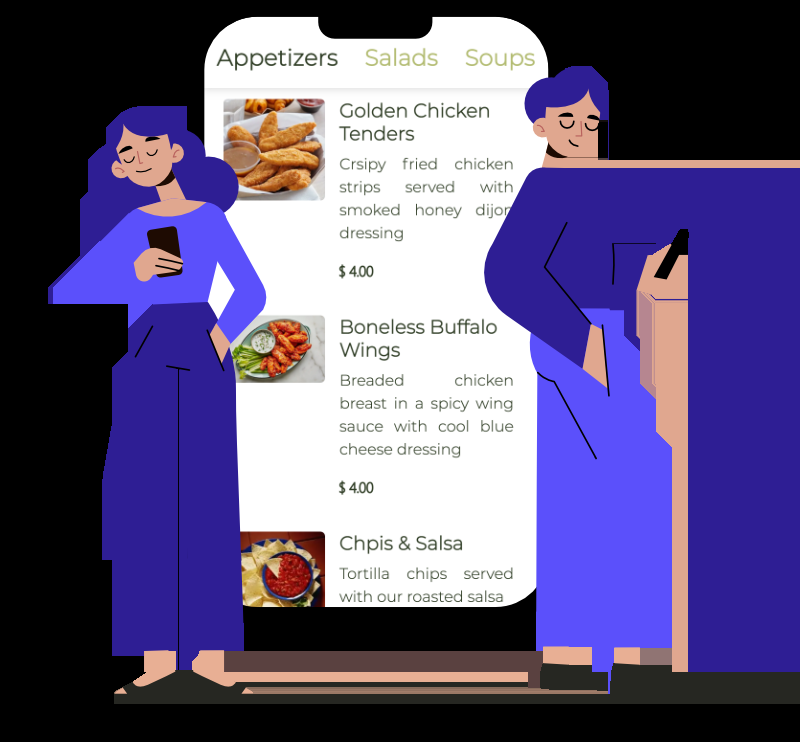 Appetizers Salads Soups
Golden Chicken
Tenders
Crsipy fried chicken
strips served with
smoked honey dijon
dressing
$ 4.00
Boneless Buffalo
Wings
Breaded chicken
breast in a spicy wing
sauce with cool blue
cheese dressing
$ 4.00
Chpis & Salsa
Tortilla chips served
with our roasted salsa